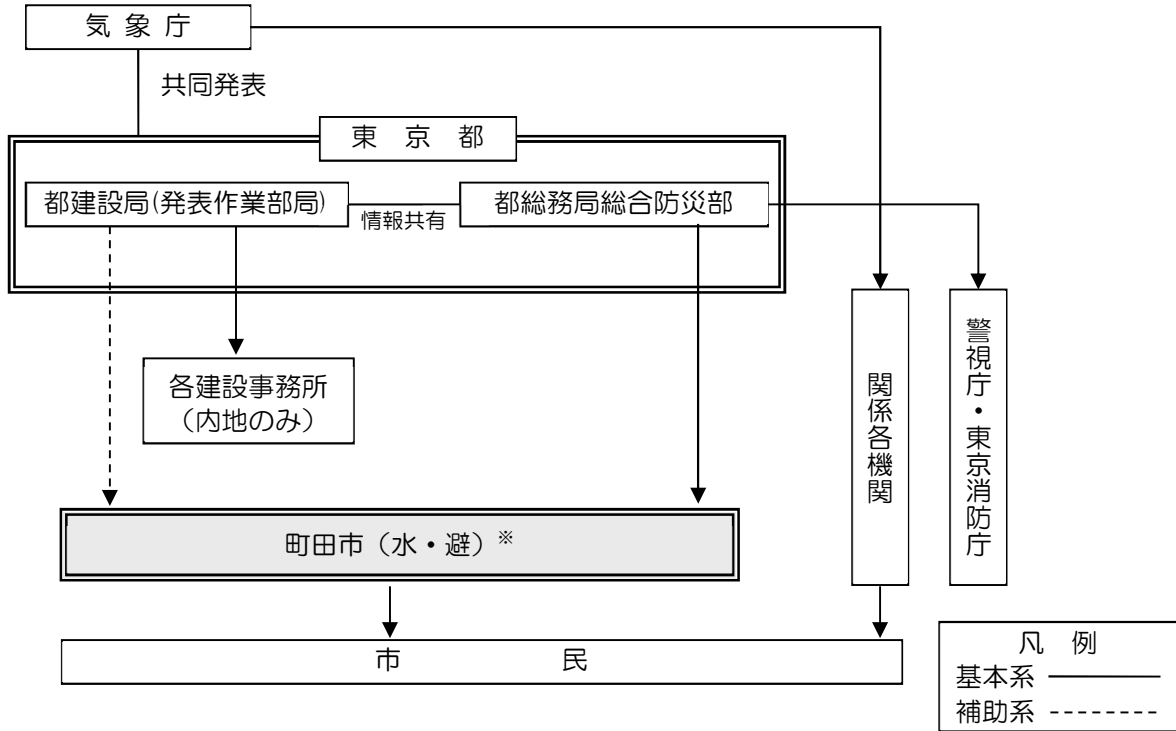 気 象 庁
共同発表
東 京 都
都建設局(発表作業部局)
情報共有
都総務局総合防災部
各建設事務所
（内地のみ）
関係各機関
警視庁・東京消防庁
町田市（水・避）※
市 民
凡 例
基本系
補助系